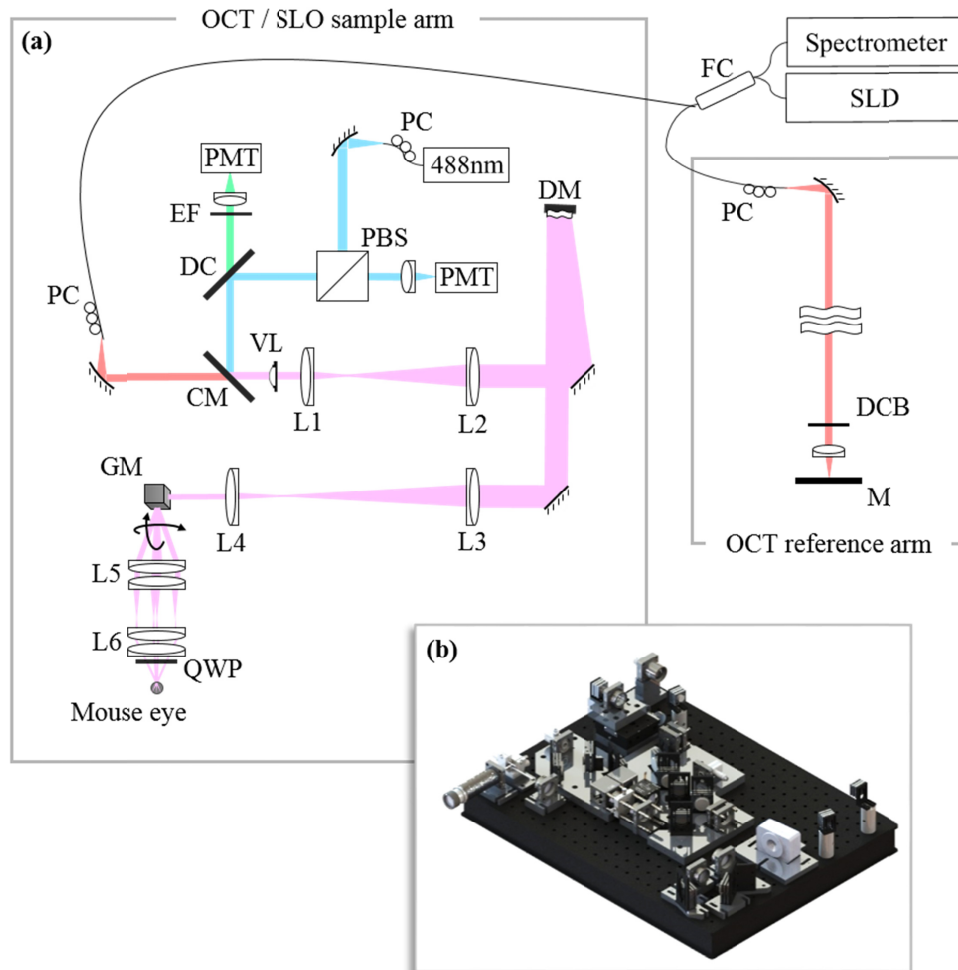 OCT / SLO sample arm
(a)
Spectrometer
FC
SLD
PC
PMT
488nm
DM
EF
PC
PBS
DC
PMT
PC
VL
CM
L1
L2
DCB
GM
M
L4
L3
OCT reference arm
L5
L6
(b)
QWP
Mouse eye